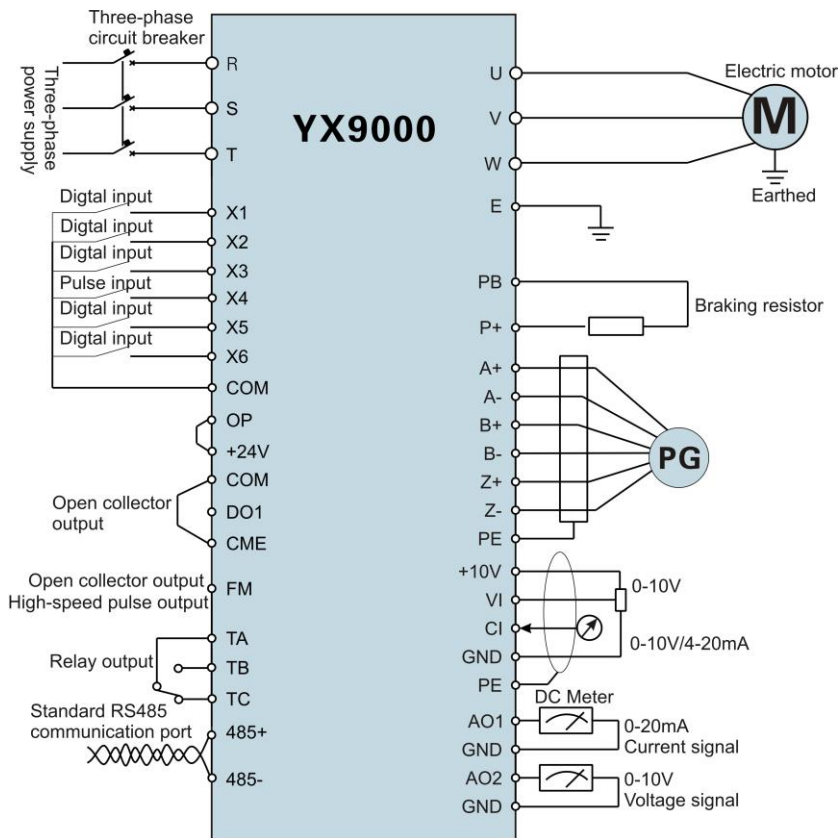 Three-phase
circuit breaker
Three-phase
power supply
R
S
T
YX9000
U
V
W
E
Electric motor
M
Earthed
Digtal input
X1
Digtal input
X2
Digtal input
X3
Pulse input
X4
Digtal input
X5
Digtal input
X6
COM
OP
+24V
COM
Open collector
output
DO1
CME
Open collector output
High-speed pulse output
FM
TA
Relay output
TB
TC
Standard RS485
communication port
485+
485-
PB
Braking resistor
P+
A+
A-
B+
B-
Z+
Z-
PE
PG
+10V
0-10V
VI
CI
0-10V/4-20mA
GND
PE
DC Meter
AO1
0-20mA
Current signal
GND
AO2
0-10V
Voltage signal
GND